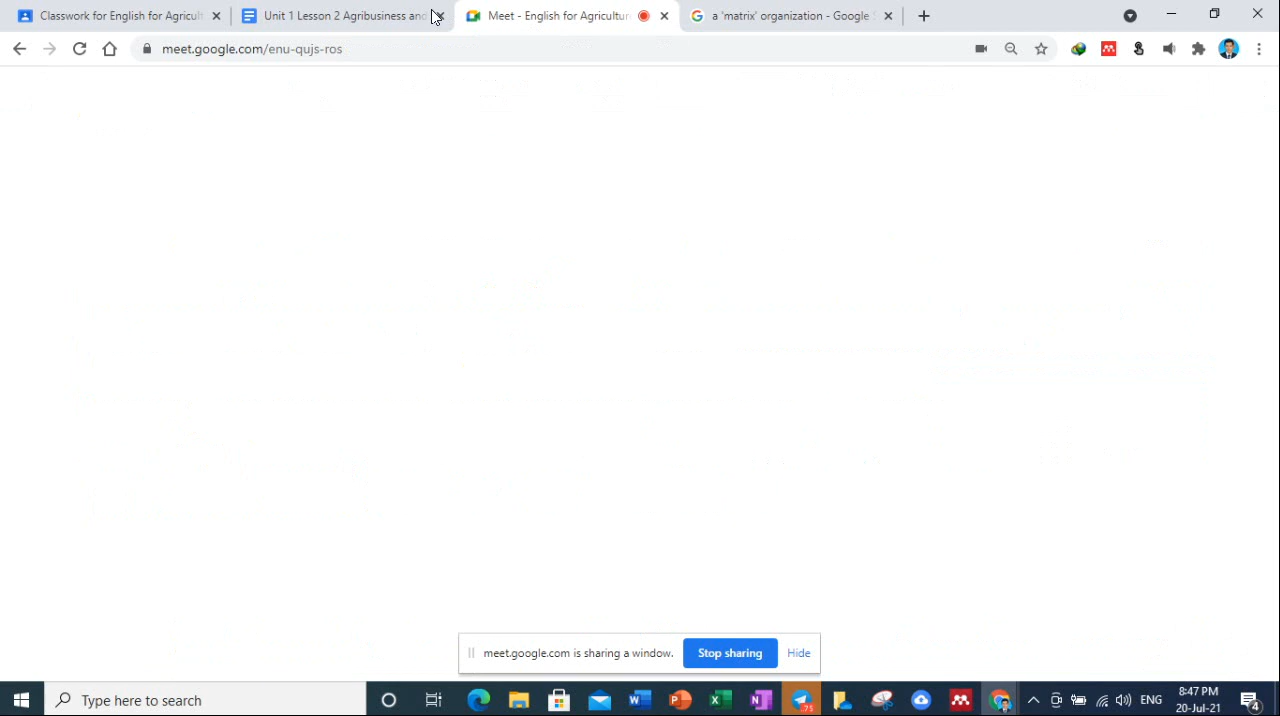 Classwork for English for Agricult
Unit 1 Lesson 2 Agribusiness and
Meet - English for Agricultur
matrix' organization - Google S
meet.google.com/enu-qujs-ros
meet.google.com is sharing a window.
Stop sharing
Hide
Type here to search
ENG
8:47 PM
20-Jul-21
4